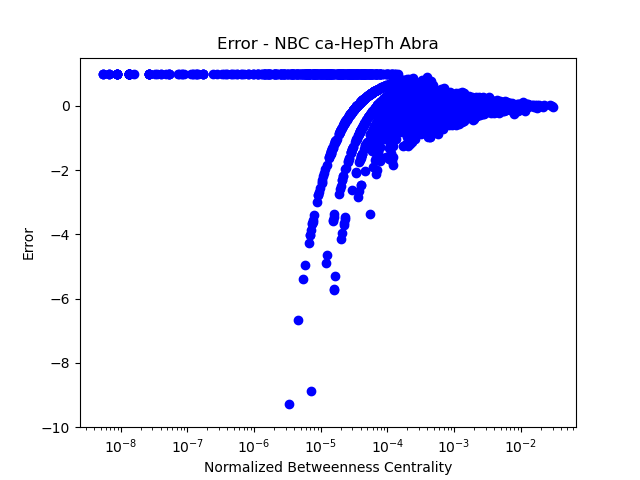 Error - NBC ca-HepTh Abra
Error
0
−2
−4
−6
−8
−10
10⁻⁸ 10⁻⁷ 10⁻⁶ 10⁻⁵ 10⁻⁴ 10⁻³ 10⁻²
Normalized Betweenness Centrality